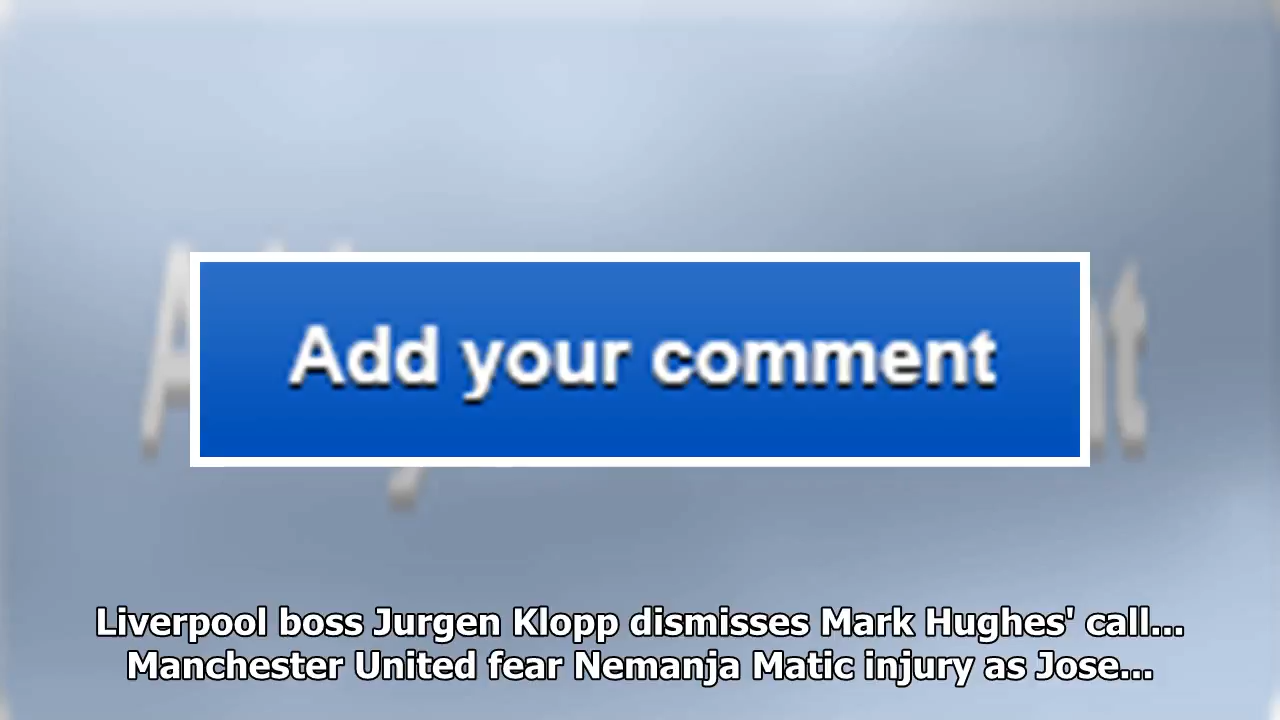 Add your comment
Liverpool boss Jurgen Klopp dismisses Mark Hughes' call...
Manchester United fear Nemanja Matic injury as Jose...